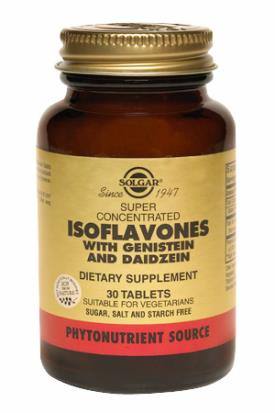 SOLGAR
Since 1947
SUPER
CONCENTRATED
ISOFLAVONES
WITH GENISTEIN
AND DAIDZEIN
DIETARY SUPPLEMENT
30 TABLETS
SUITABLE FOR VEGETARIANS
SUGAR, SALT AND STARCH FREE
PHYTONUTRIENT SOURCE